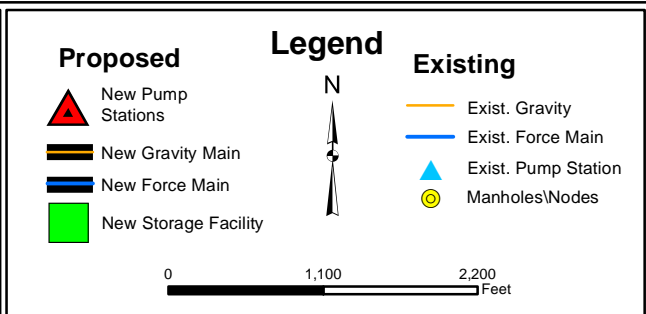 Legend
Proposed
New Pump
Stations
New Gravity Main
New Force Main
New Storage Facility
N
Existing
Exist. Gravity
Exist. Force Main
Exist. Pump Station
Manholes\Nodes
0 1,100 2,200
Feet